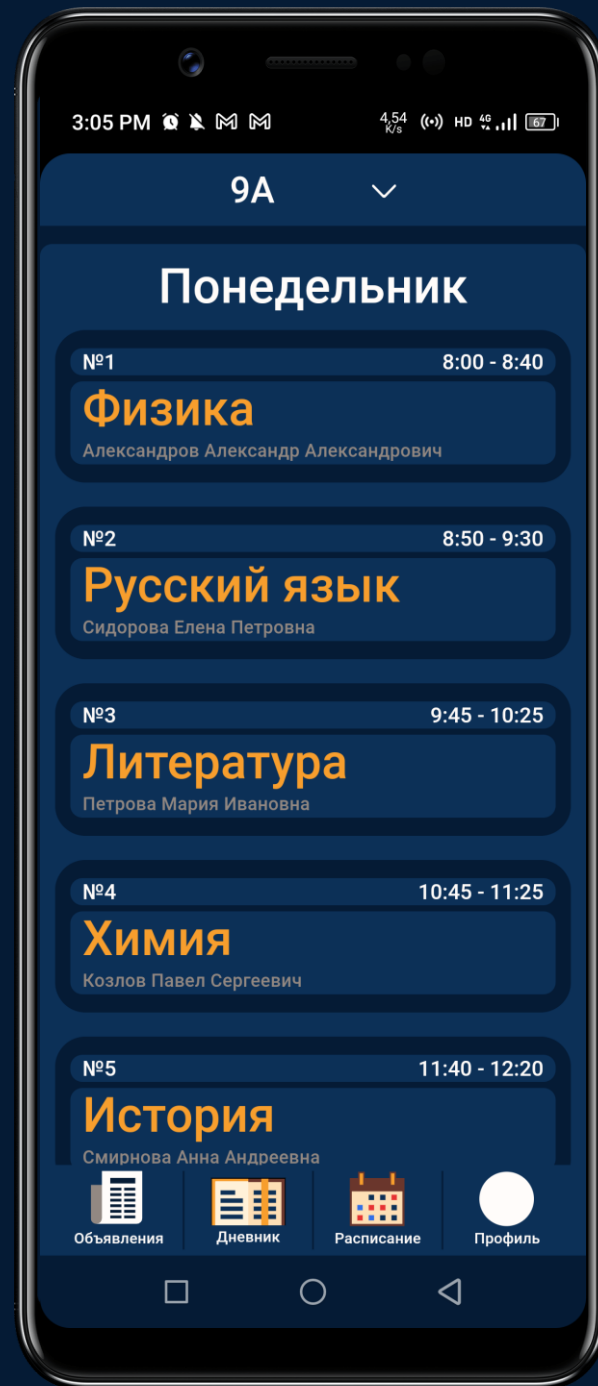 3:05 PM 4,54 K/s HD 4G 67
9A
Понедельник
№1 8:00 - 8:40
Физика
Александров Александр Александрович
№2 8:50 - 9:30
Русский язык
Сидорова Елена Петровна
№3 9:45 - 10:25
Литература
Петрова Мария Ивановна
№4 10:45 - 11:25
Химия
Козлов Павел Сергеевич
№5 11:40 - 12:20
История
Смирнова Анна Андреевна
Объявления Дневник Расписание Профиль